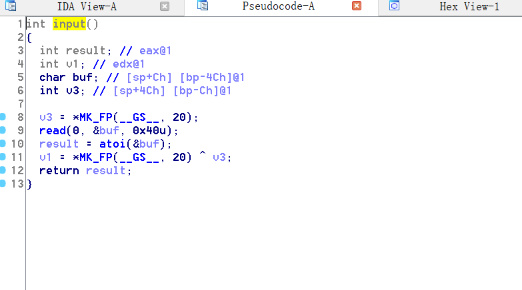 IDA View-A Pseudocode-A Hex View-1
1 int input()
2 {
3 int result; // eax@1
4 int v1; // edx@1
5 char buf; // [sp+Ch] [bp-4Ch]@1
6 int v3; // [sp+4Ch] [bp-Ch]@1
7
8 v3 = *MK_FP(__GS__, 20);
9 read(0, &buf, 0x40u);
10 result = atoi(&buf);
11 v1 = *MK_FP(__GS__, 20) ^ v3;
12 return result;
13 }